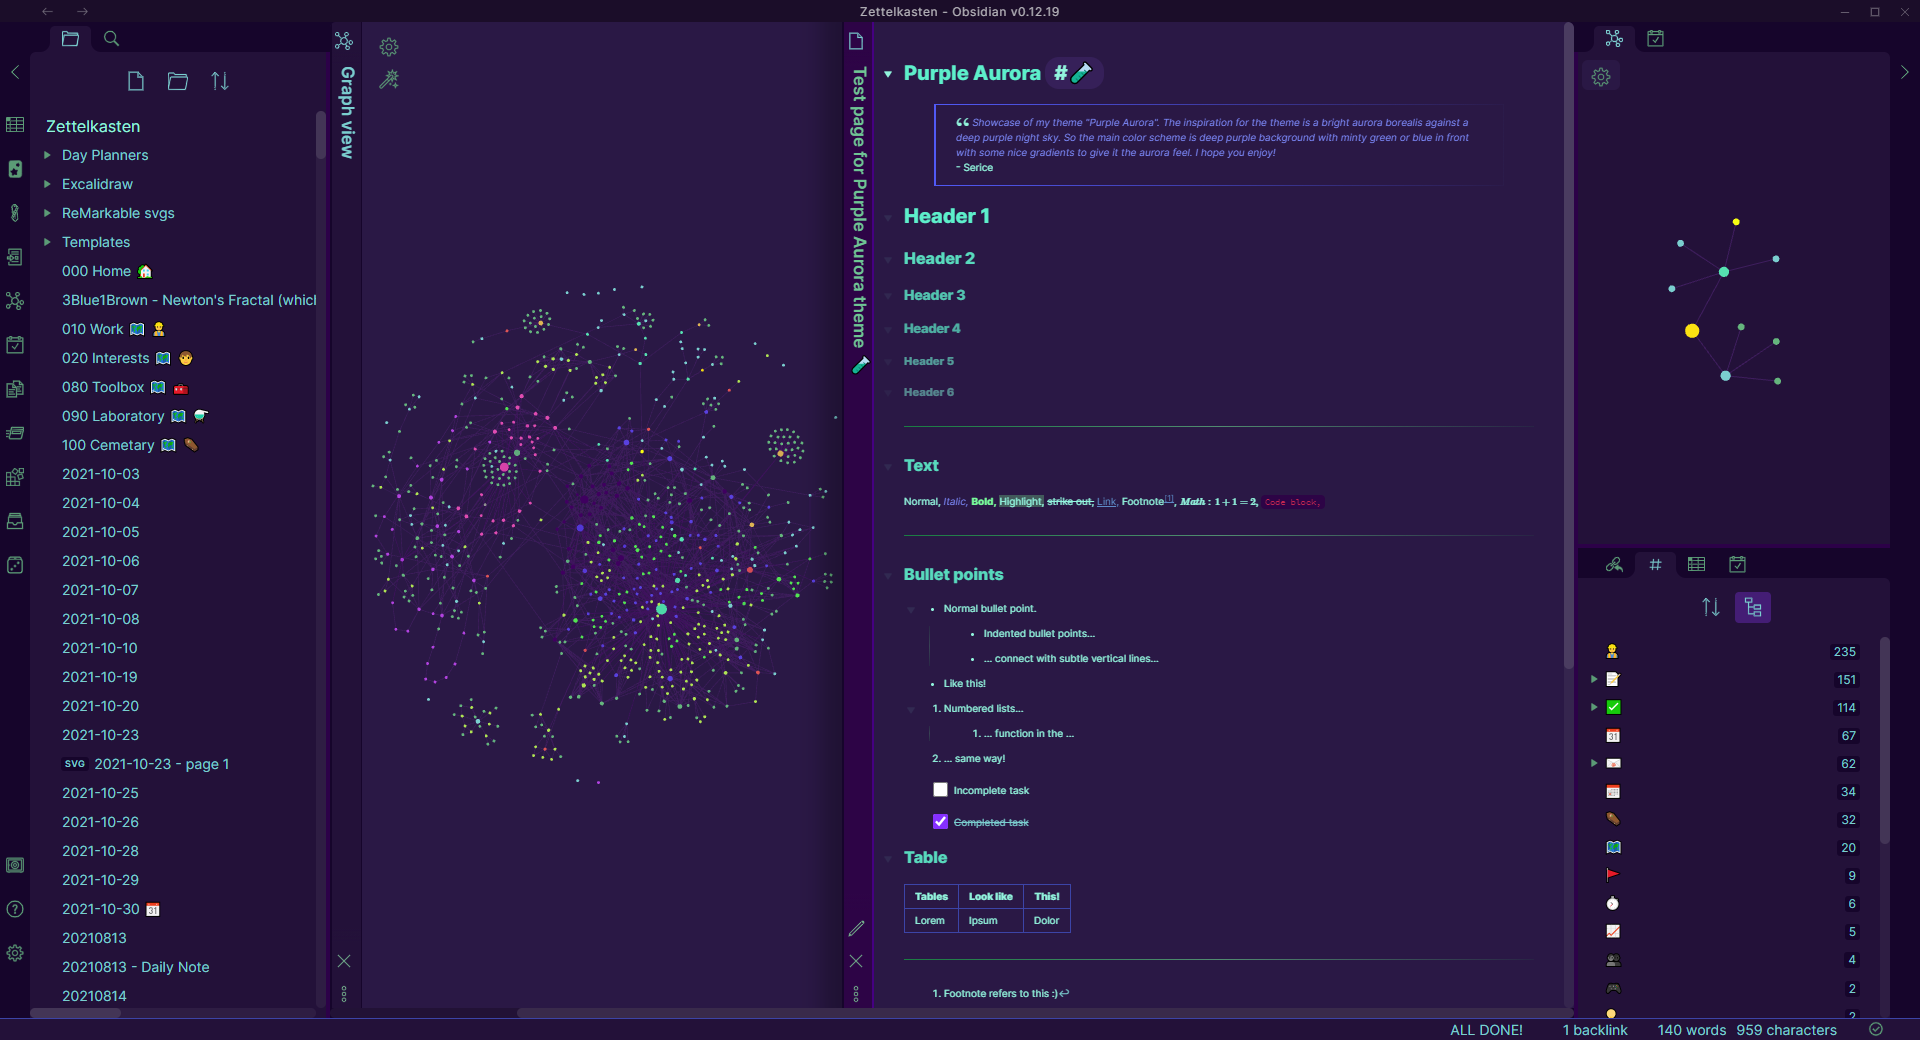 Zettelkasten - Obsidian v0.12.19
Zettelkasten
Day Planners
Excalidraw
ReMarkable svgs
Templates
000 Home
3Blue1Brown - Newton's Fractal (whicl
010 Work
020 Interests
080 Toolbox
090 Laboratory
100 Cemetary
2021-10-03
2021-10-04
2021-10-05
2021-10-06
2021-10-07
2021-10-08
2021-10-10
2021-10-19
2021-10-20
2021-10-23
SVG 2021-10-23 - page 1
2021-10-25
2021-10-26
2021-10-28
2021-10-29
2021-10-30
20210813
20210813 - Daily Note
20210814
Graph view
Test page for Purple Aurora theme
Purple Aurora #
Showcase of my theme "Purple Aurora". The inspiration for the theme is a bright aurora borealis against a
deep purple night sky. So the main color scheme is deep purple background with minty green or blue in front
with some nice gradients to give it the aurora feel. I hope you enjoy!
- Serice
Header 1
Header 2
Header 3
Header 4
Header 5
Header 6
Text
Normal, Italic, Bold, Highlight, strike out, Link, Footnote[1], Math : 1 + 1 = 2, Code block,
Bullet points
• Normal bullet point.
• Indented bullet points...
• ... connect with subtle vertical lines...
• Like this!
1. Numbered lists...
1. ... function in the ...
2. ... same way!
Incomplete task
Completed task
Table
Tables Look like This!
Lorem Ipsum Dolor
1. Footnote refers to this :)↩
#
235
151
114
67
62
34
32
20
9
6
5
4
2
2
ALL DONE! 1 backlink 140 words 959 characters